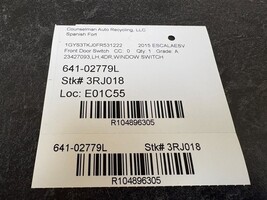 Counselman Auto Recycling, LLC
Spanish Fort
1GYS3TKJ0FR531222 2015 ESCALAESV
Front Door Switch CC: 0 Qty. 1 Grade: A
23427093,LH,4DR,WINDOW SWITCH
641-02779L
Stk# 3RJ018
Loc: E01C55
R104896305
641-02779L Stk# 3RJ018
R104896305